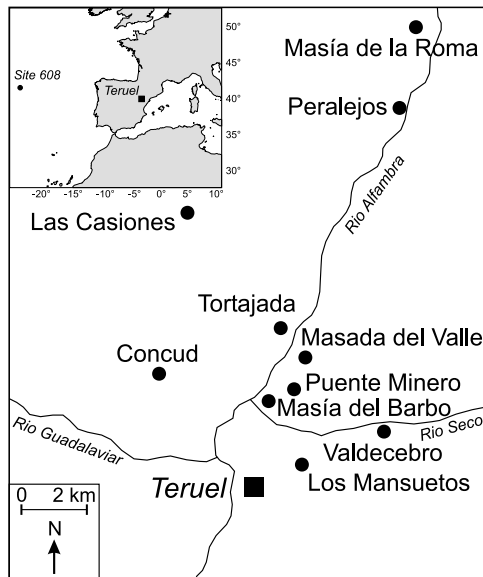 50°
Masía de la Roma
Site 608
Teruel
40°
45°
Peralejos
35°
30°
-20° -15° -10° -5° 0° 5° 10°
Rio Alfambra
Las Casiones
Tortajada
Masada del Valle
Concud
Puente Minero
Masía del Barbo
Rio Guadalaviar
Rio Seco
Valdecebro
Teruel
Los Mansuetos
0 2 km
N